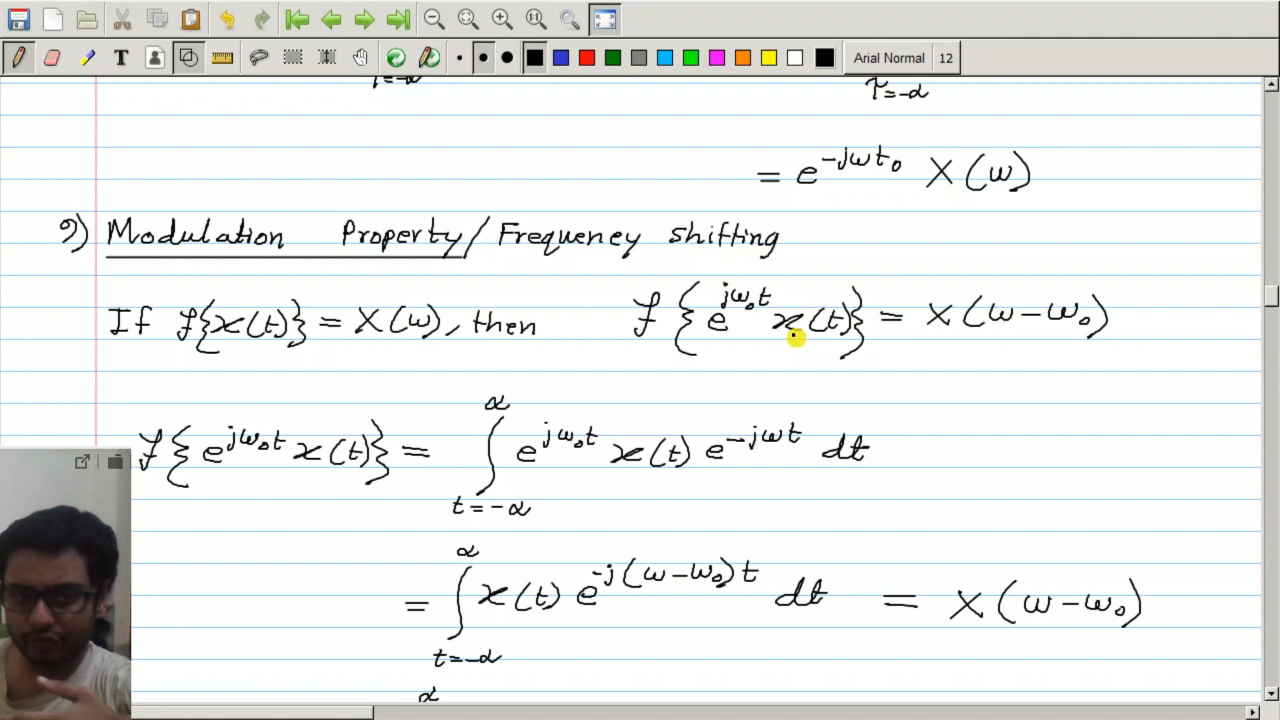 T Arial Normal 12
τ=-α
= e^{-jωt₀} X(ω)
9) Modulation Property/Frequency shifting
If F{x(t)} = X(ω), then F{e^{jω₀t} x(t)} = X(ω-ω₀)
F{e^{jω₀t} x(t)} = ∫_{t=-α}^{α} e^{jω₀t} x(t) e^{-jωt} dt
= ∫_{t=-α}^{α} x(t) e^{-j(ω-ω₀)t} dt = X(ω-ω₀)
α